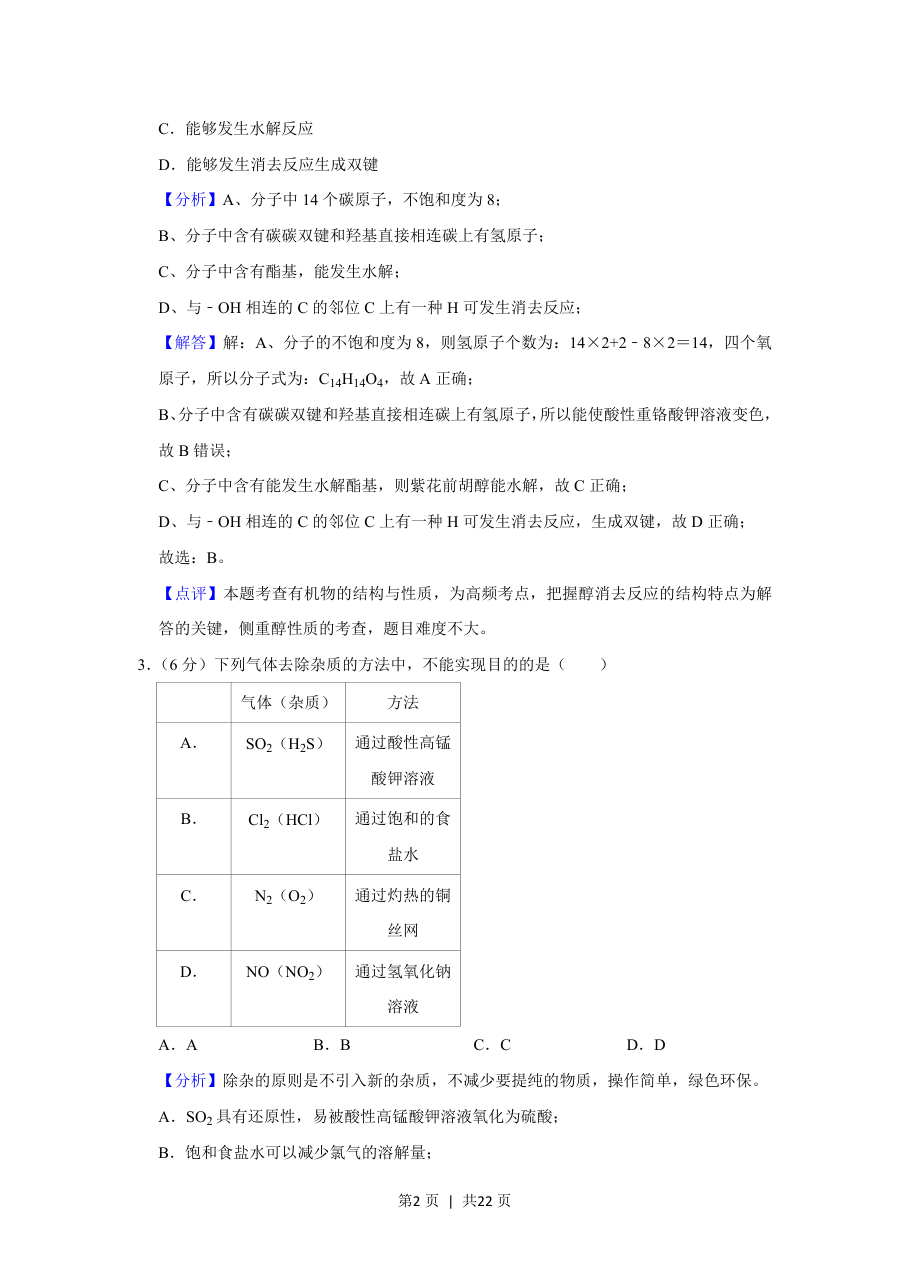 C．能够发生水解反应
D．能够发生消去反应生成双键
【分析】A、分子中 14 个碳原子，不饱和度为 8；
B、分子中含有碳碳双键和羟基直接相连碳上有氢原子；
C、分子中含有酯基，能发生水解；
D、与﹣OH 相连的 C 的邻位 C 上有一种 H 可发生消去反应；
【解答】解：A、分子的不饱和度为 8，则氢原子个数为：14×2+2﹣8×2＝14，四个氧
原子，所以分子式为：C₁₄H₁₄O₄，故 A 正确；
B、分子中含有碳碳双键和羟基直接相连碳上有氢原子，所以能使酸性重铬酸钾溶液变色，
故 B 错误；
C、分子中含有能发生水解酯基，则紫花前胡醇能水解，故 C 正确；
D、与﹣OH 相连的 C 的邻位 C 上有一种 H 可发生消去反应，生成双键，故 D 正确；
故选：B。
【点评】本题考查有机物的结构与性质，为高频考点，把握醇消去反应的结构特点为解
答的关键，侧重醇性质的考查，题目难度不大。
3．（6 分）下列气体去除杂质的方法中，不能实现目的的是（　　）
气体（杂质） 方法
A． SO₂（H₂S） 通过酸性高锰
酸钾溶液
B． Cl₂（HCl） 通过饱和的食
盐水
C． N₂（O₂） 通过灼热的铜
丝网
D． NO（NO₂） 通过氢氧化钠
溶液
A．A B．B C．C D．D
【分析】除杂的原则是不引入新的杂质，不减少要提纯的物质，操作简单，绿色环保。
A．SO₂ 具有还原性，易被酸性高锰酸钾溶液氧化为硫酸；
B．饱和食盐水可以减少氯气的溶解量；
第2 页 | 共22 页